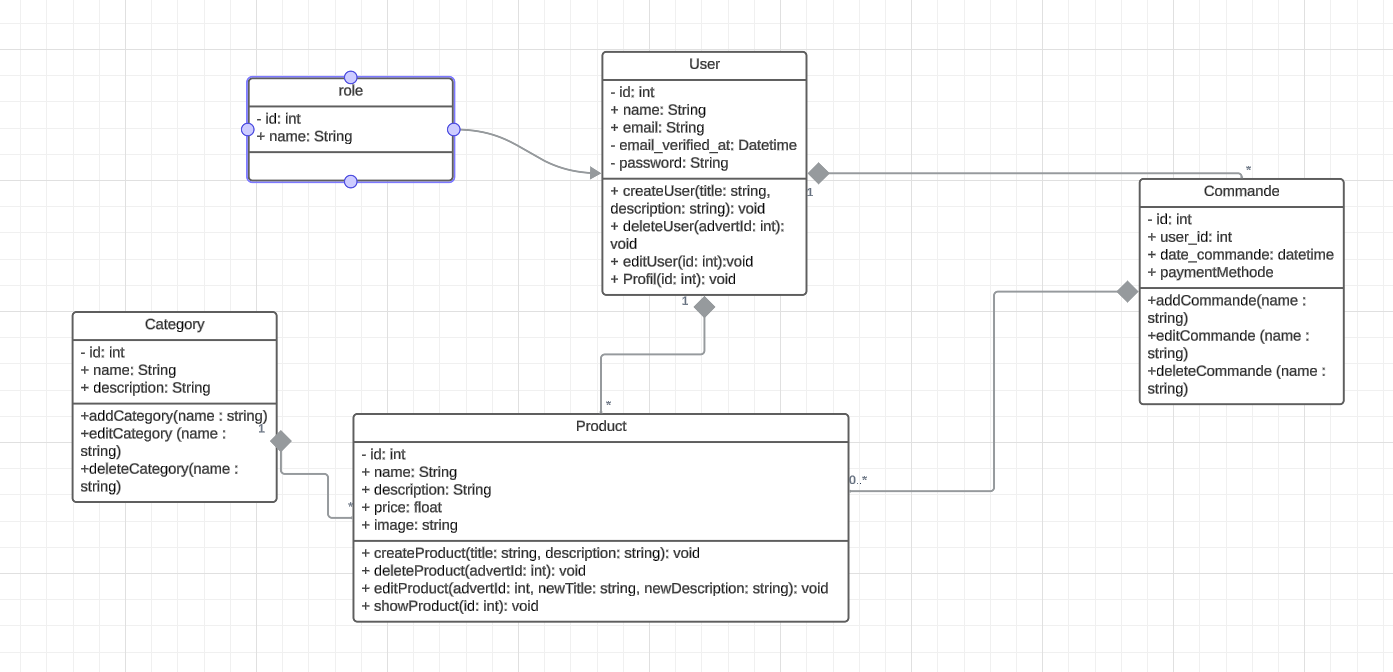 role
- id: int
+ name: String
User
- id: int
+ name: String
+ email: String
- email_verified_at: Datetime
- password: String
+ createUser(title: string,
description: string): void
+ deleteUser(advertId: int):
void
+ editUser(id: int):void
+ Profil(id: int): void
1
*
1
*
Commande
- id: int
+ user_id: int
+ date_commande: datetime
+ paymentMethode
+addCommande(name :
string)
+editCommande (name :
string)
+deleteCommande (name :
string)
Category
- id: int
+ name: String
+ description: String
+addCategory(name : string)
+editCategory (name :
string)
+deleteCategory(name :
string)
1
*
Product
- id: int
+ name: String
+ description: String
+ price: float
+ image: string
+ createProduct(title: string, description: string): void
+ deleteProduct(advertId: int): void
+ editProduct(advertId: int, newTitle: string, newDescription: string): void
+ showProduct(id: int): void
0..*